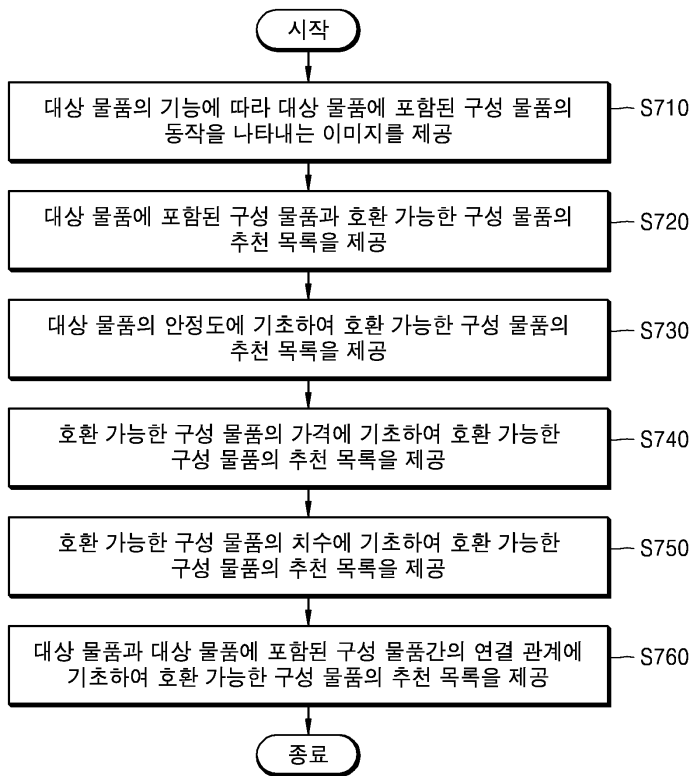 시작
대상 물품의 기능에 따라 대상 물품에 포함된 구성 물품의
동작을 나타내는 이미지를 제공
S710
대상 물품에 포함된 구성 물품과 호환 가능한 구성 물품의
추천 목록을 제공
S720
대상 물품의 안정도에 기초하여 호환 가능한 구성 물품의
추천 목록을 제공
S730
호환 가능한 구성 물품의 가격에 기초하여 호환 가능한
구성 물품의 추천 목록을 제공
S740
호환 가능한 구성 물품의 치수에 기초하여 호환 가능한
구성 물품의 추천 목록을 제공
S750
대상 물품과 대상 물품에 포함된 구성 물품간의 연결 관계에
기초하여 호환 가능한 구성 물품의 추천 목록을 제공
S760
종료